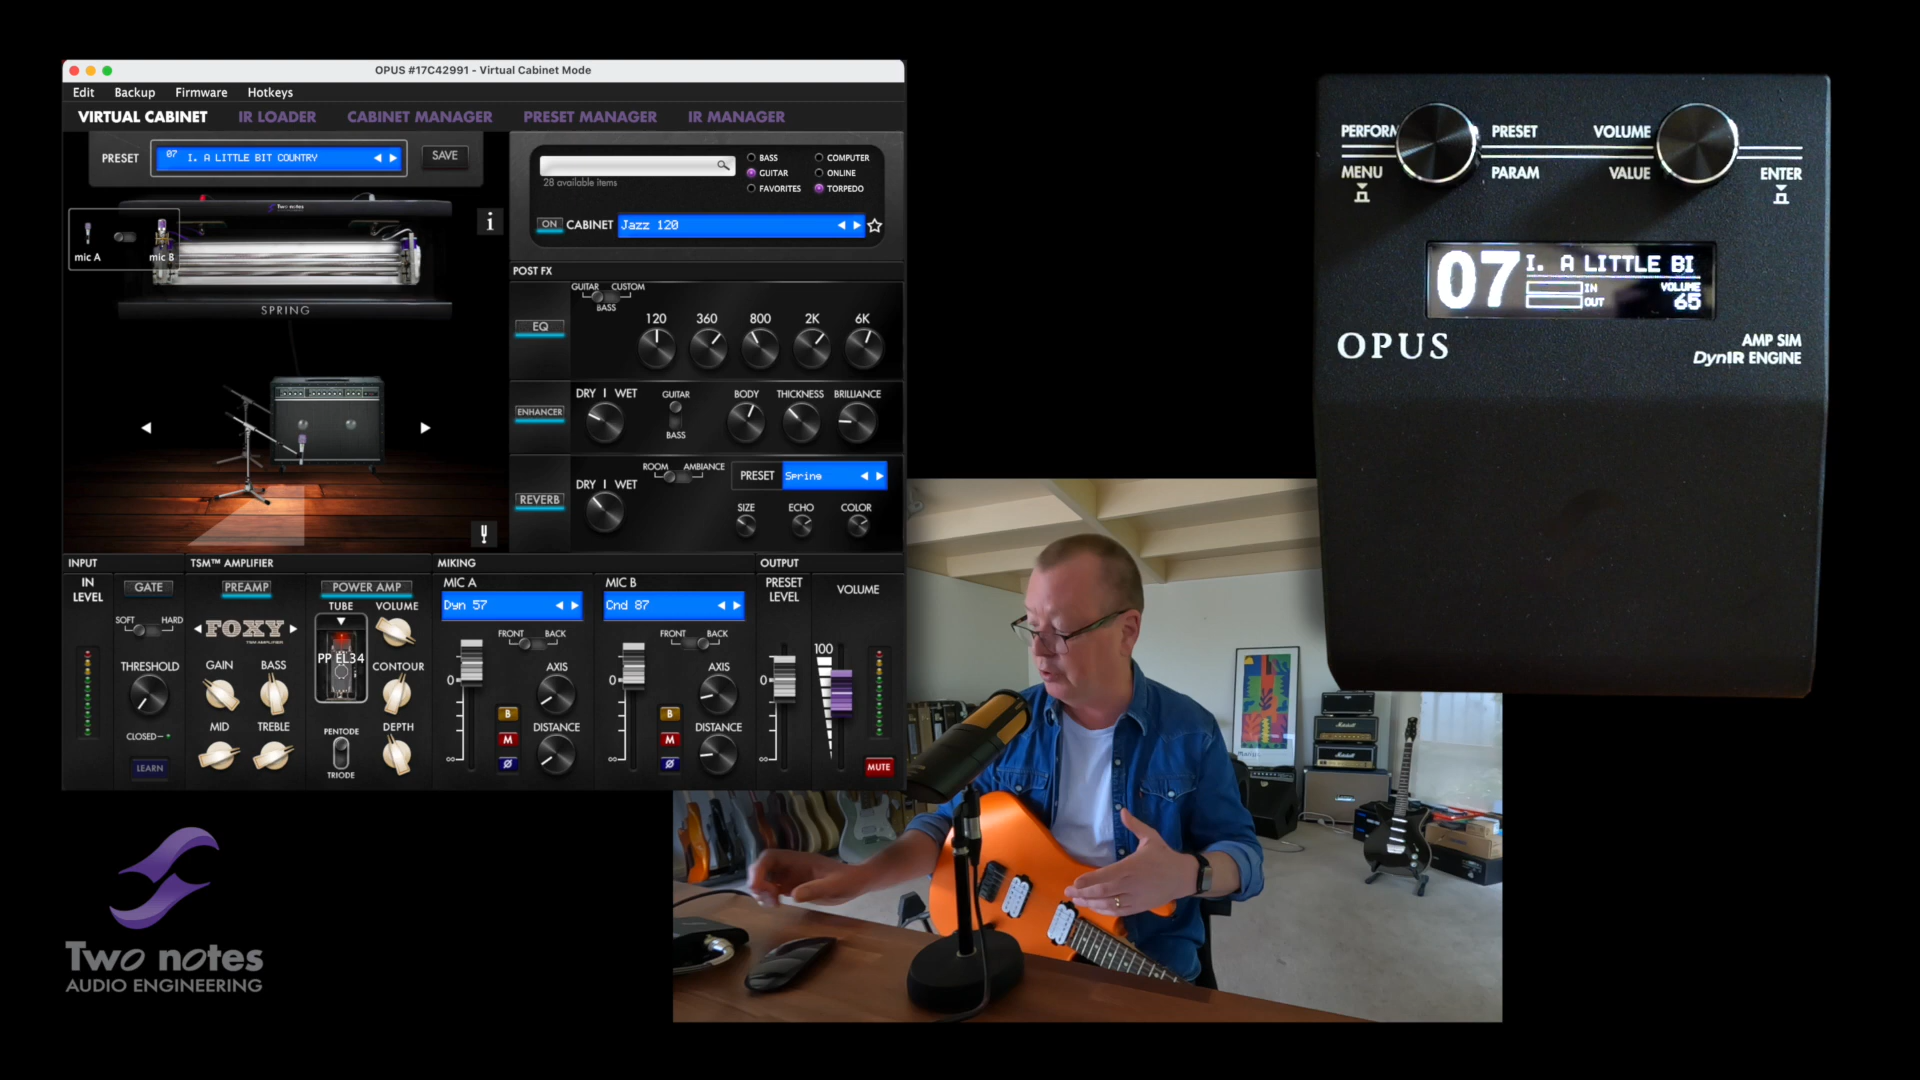 OPUS #17C42991 - Virtual Cabinet Mode
Edit Backup Firmware Hotkeys
VIRTUAL CABINET IR LOADER CABINET MANAGER PRESET MANAGER IR MANAGER
PRESET 07 I. A LITTLE BIT COUNTRY SAVE
Two notes
mic A mic B
SPRING
i
28 available items
BASS COMPUTER
GUITAR ONLINE
FAVORITES TORPEDO
ON CABINET Jazz 120
POST FX
GUITAR CUSTOM
BASS
EQ 120 360 800 2K 6K
ENHANCER DRY | WET GUITAR BASS BODY THICKNESS BRILLIANCE
REVERB DRY | WET ROOM AMBIANCE PRESET Spring
SIZE ECHO COLOR
INPUT TSM™ AMPLIFIER MIKING OUTPUT
IN LEVEL
GATE
SOFT HARD
THRESHOLD
CLOSED
LEARN
PREAMP
FOXY
GAIN BASS
MID TREBLE
POWER AMP
TUBE VOLUME
PP EL34
CONTOUR
PENTODE DEPTH
TRIODE
MIC A
Dyn 57
FRONT BACK
0 AXIS
B
M DISTANCE
Ø
∞
MIC B
Cnd 87
FRONT BACK
0 AXIS
B
M DISTANCE
Ø
∞
PRESET LEVEL
0
∞
VOLUME
100
MUTE
Two notes
AUDIO ENGINEERING
PERFORM PRESET VOLUME
MENU PARAM VALUE ENTER
07 I. A LITTLE BI
IN VOLUME
OUT 65
OPUS
AMP SIM
DynIR ENGINE
Marshall
Marshall